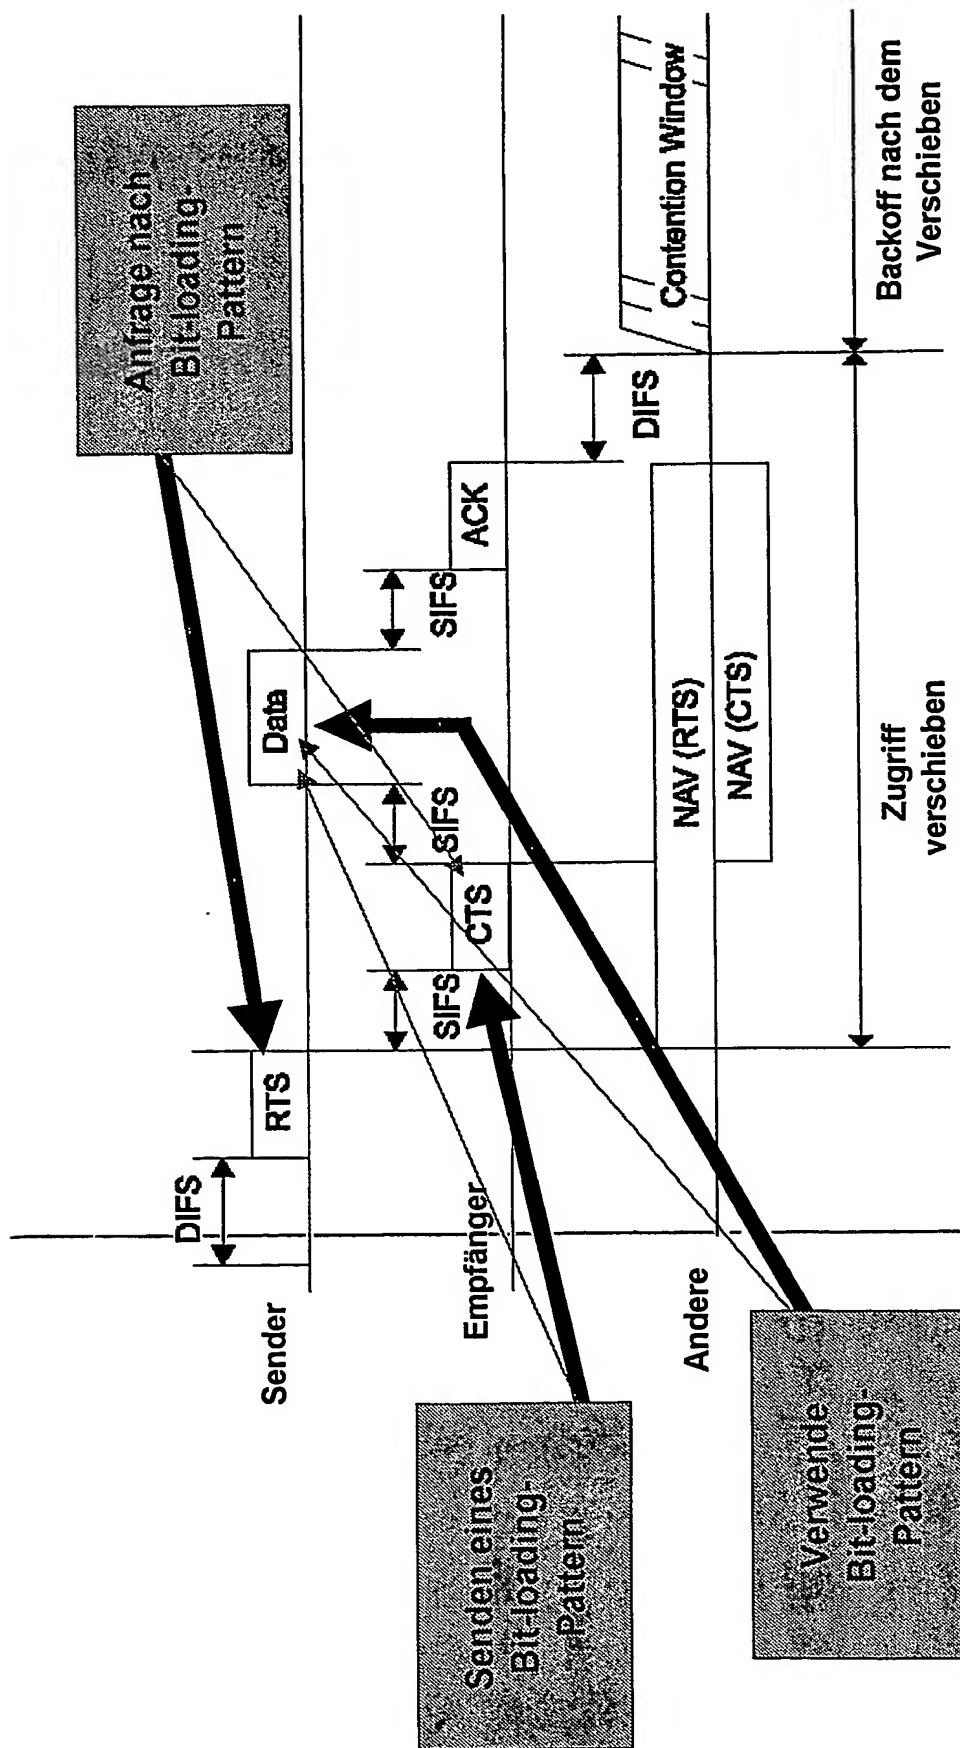 Anfrage nach
Bit-loading-
Pattern
DIFS
RTS
Data
Sender
SIFS
CTS
SIFS
SIFS
ACK
Empfänger
DIFS
Contention Window
NAV (RTS)
NAV (CTS)
Andere
Zugriff
verschieben
Backoff nach dem
Verschieben
Senden eines
Bit-loading-
Pattern
Verwende
Bit-loading-
Pattern